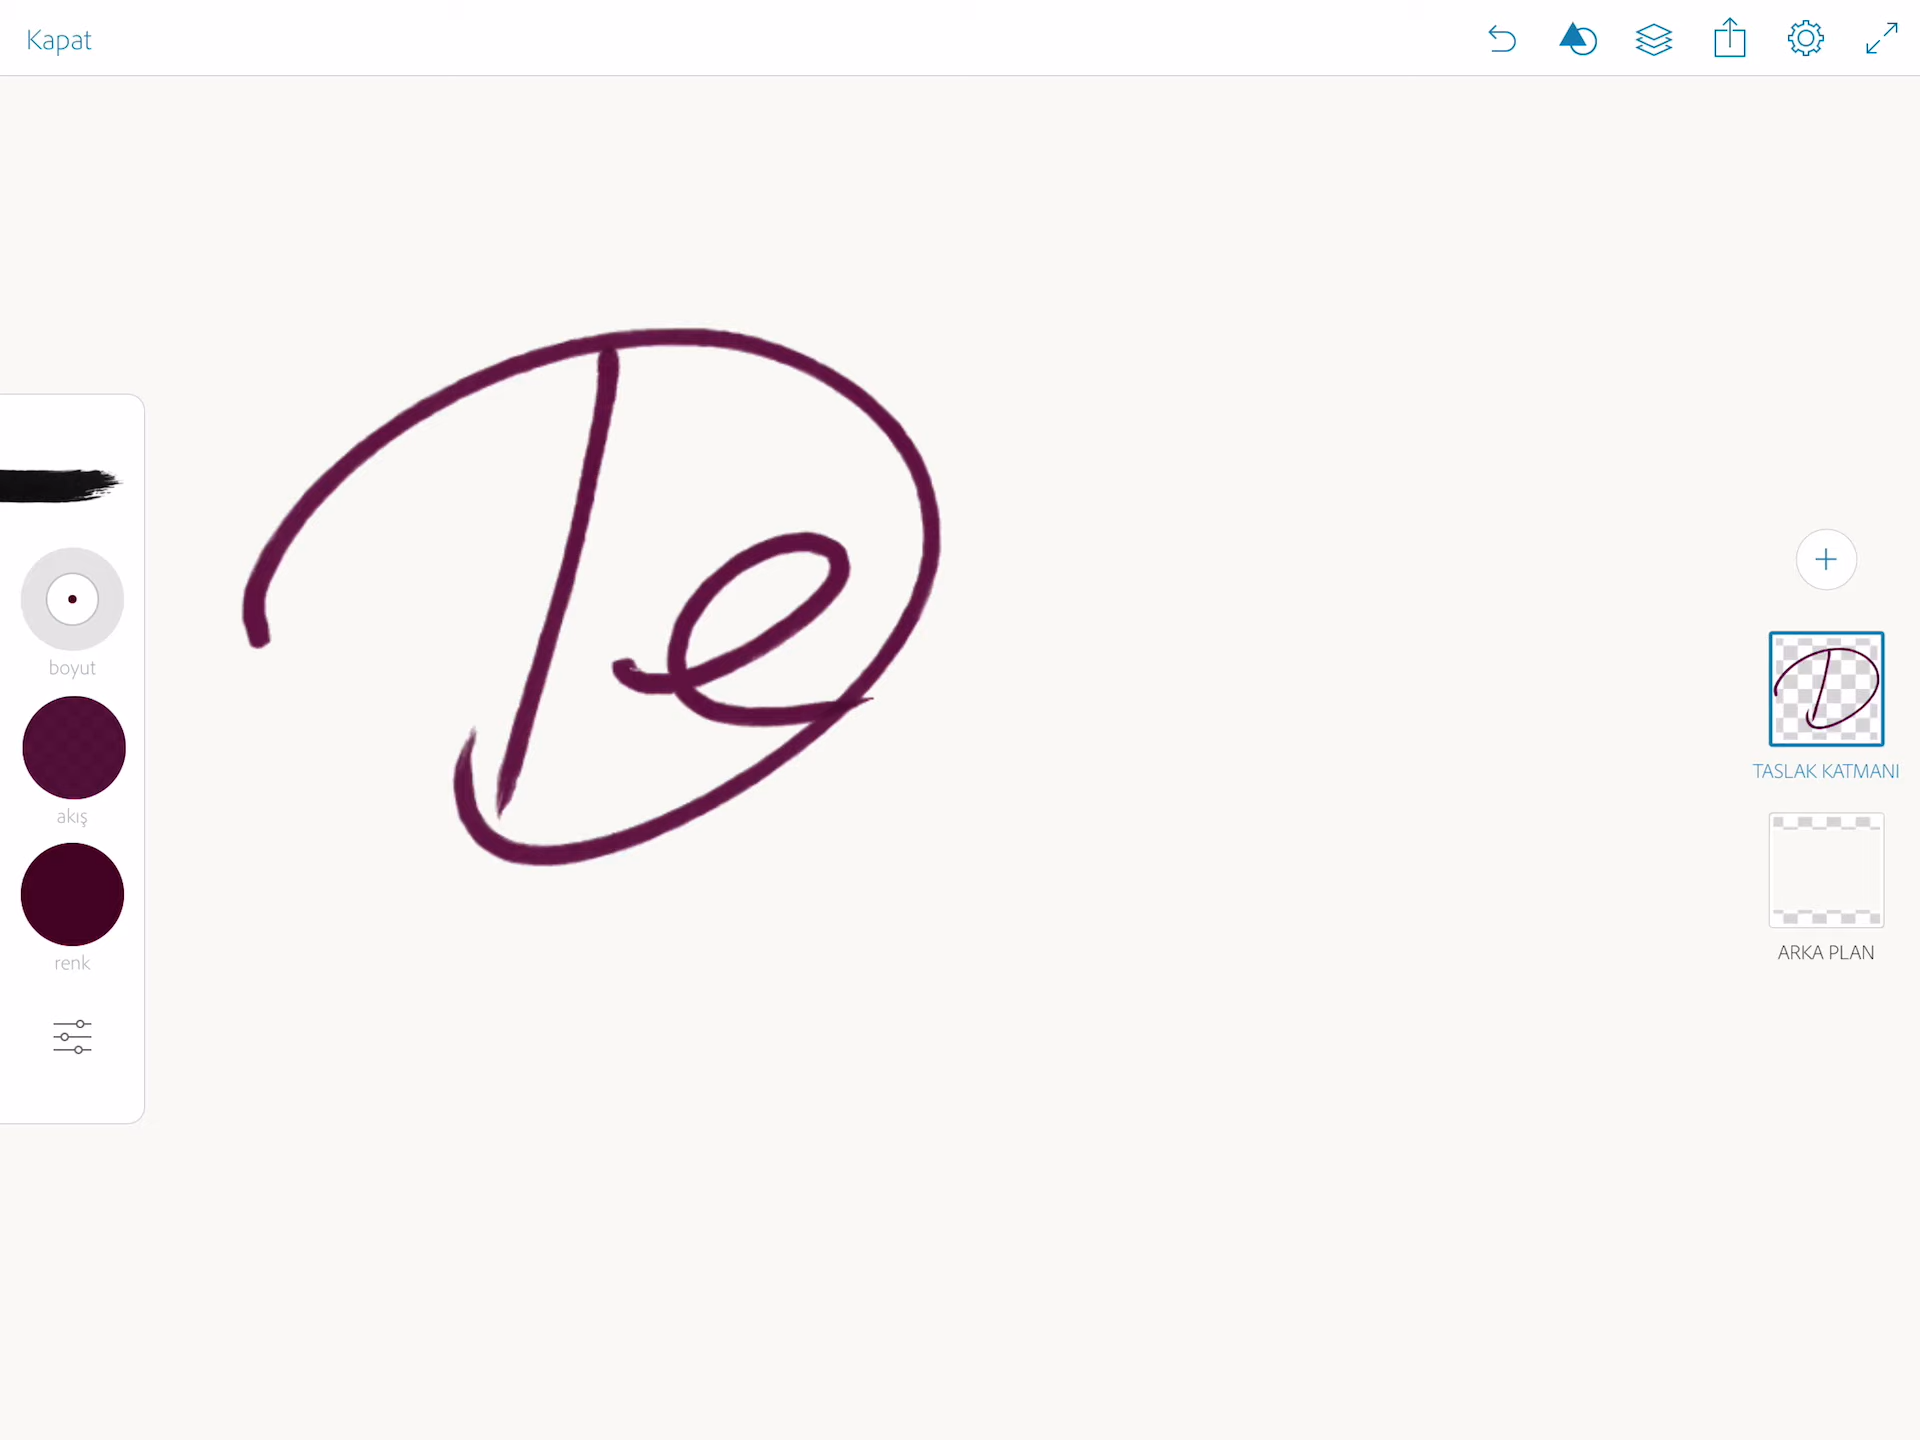 Kapat
De
boyut
akış
renk
TASLAK KATMANI
ARKA PLAN